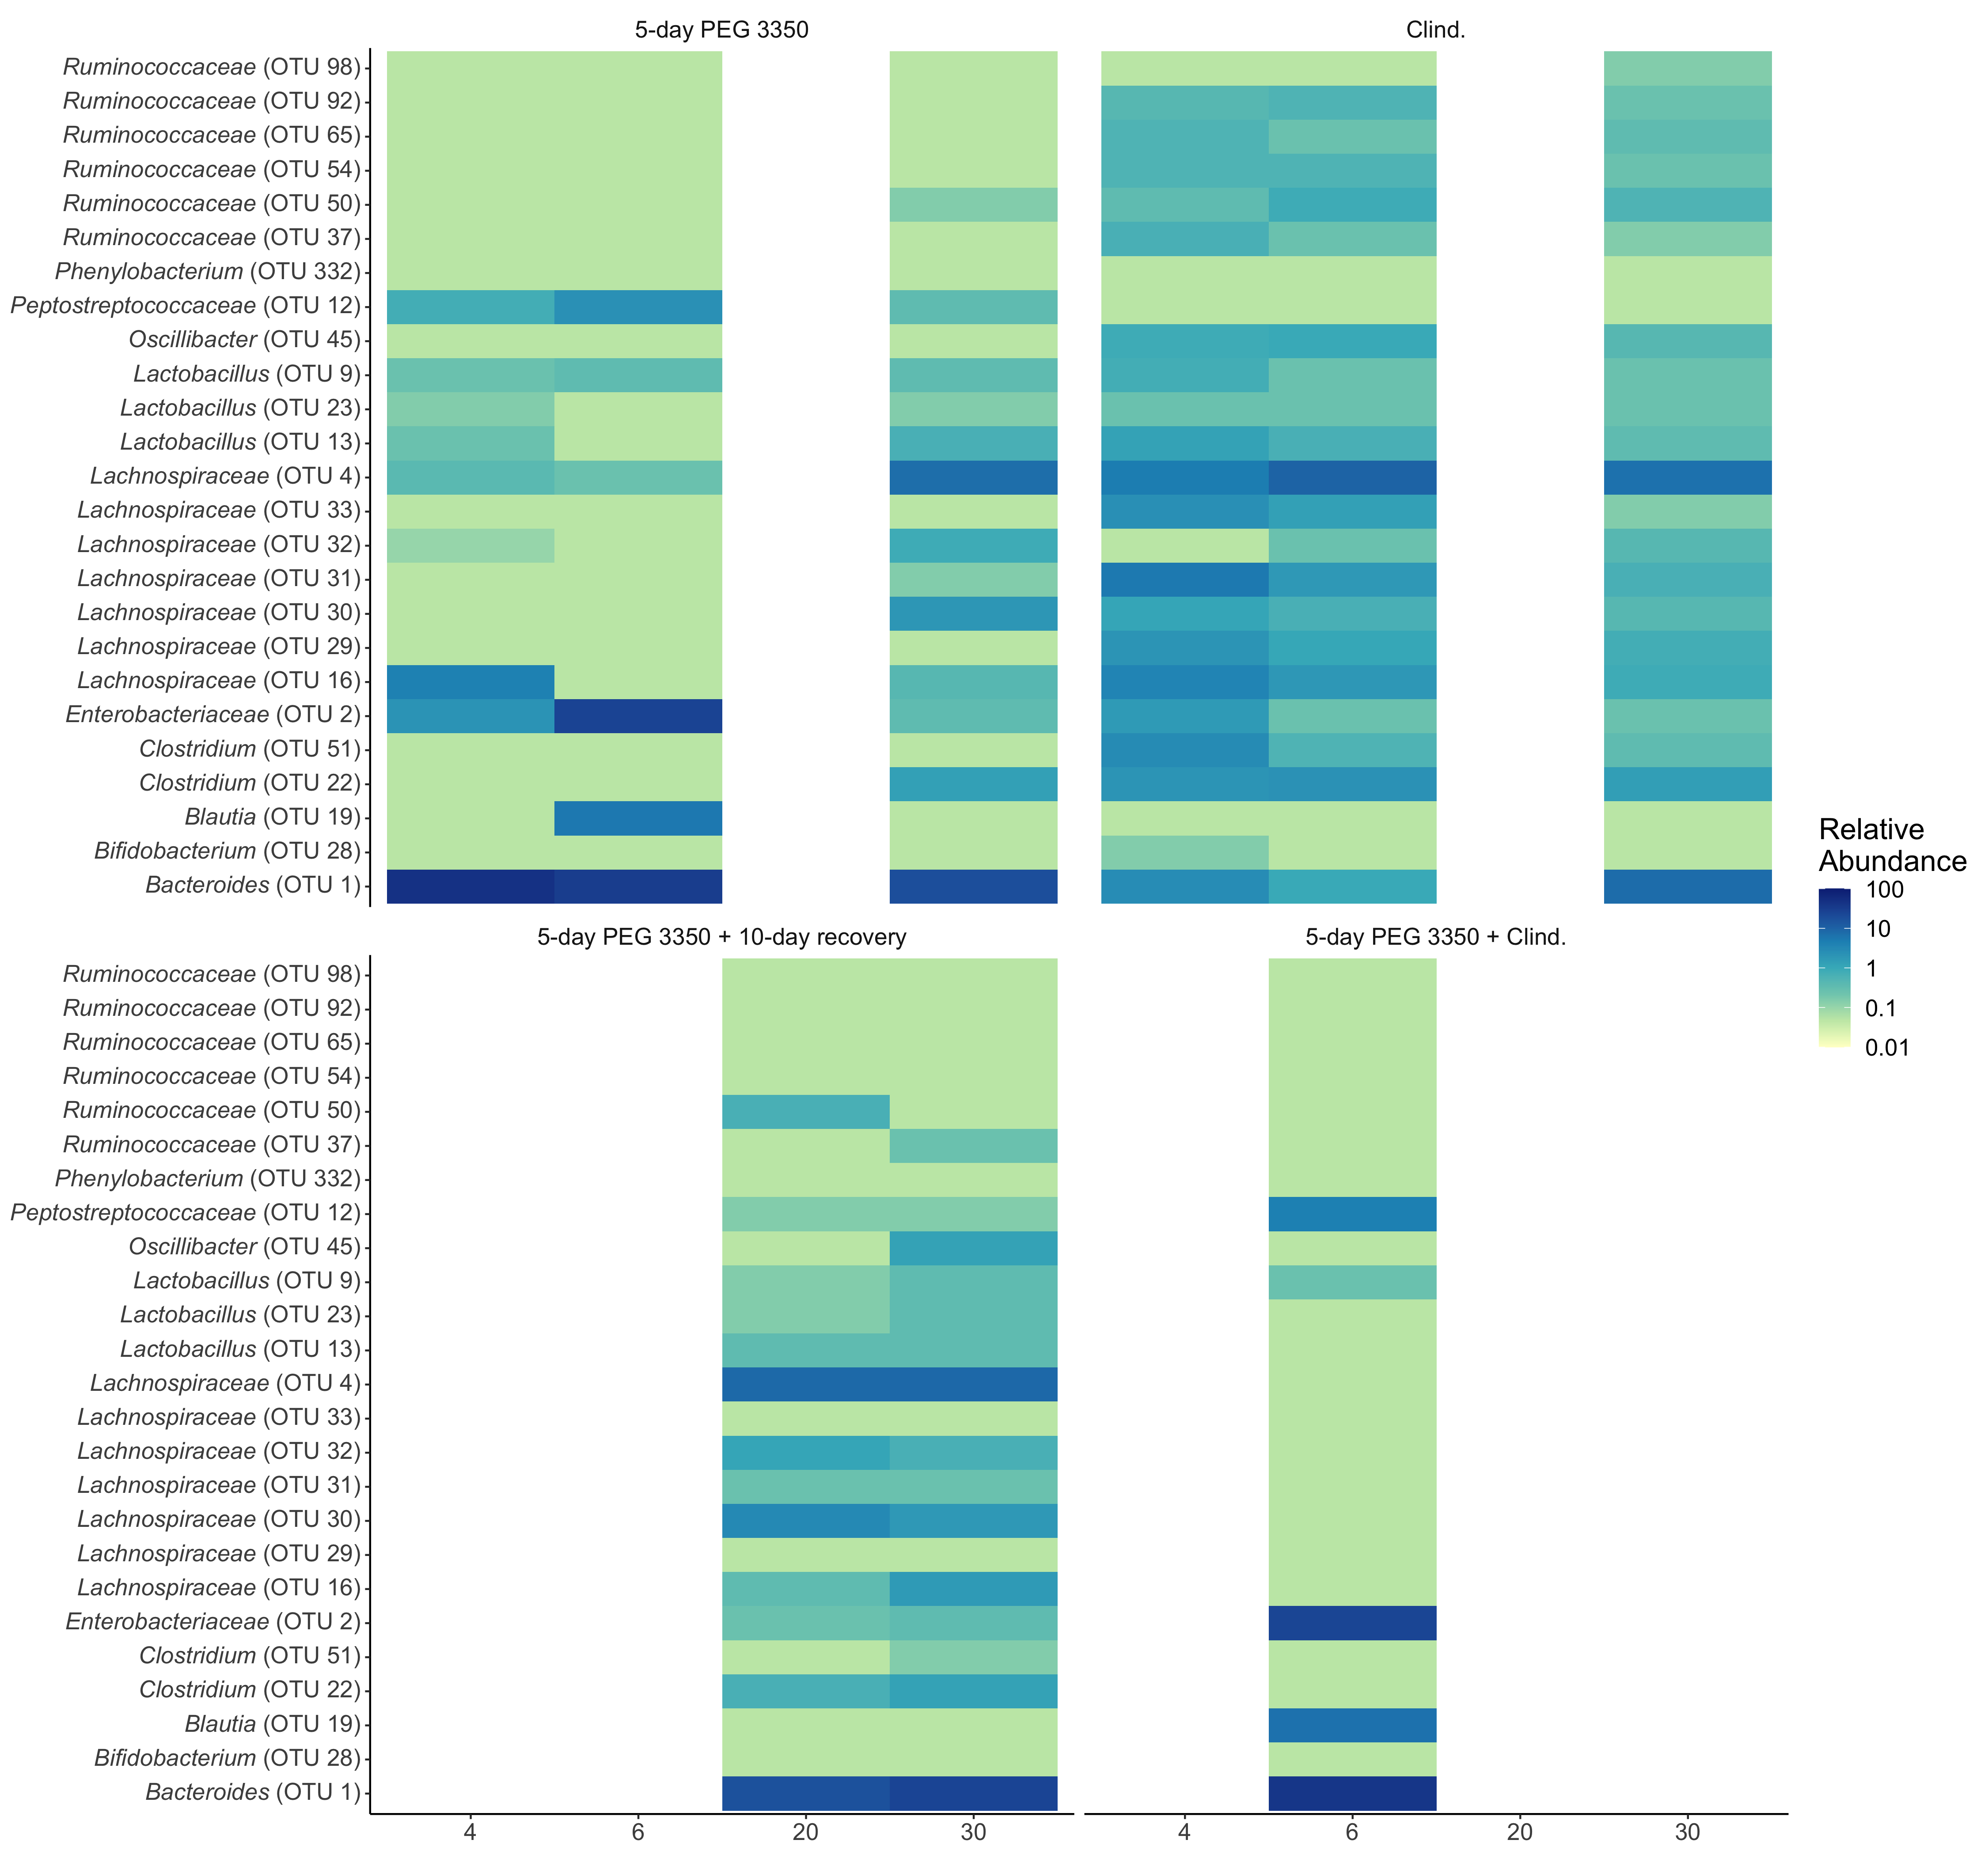 5-day PEG 3350
Clind.
Ruminococcaceae (OTU 98)
Ruminococcaceae (OTU 92)
Ruminococcaceae (OTU 65)
Ruminococcaceae (OTU 54)
Ruminococcaceae (OTU 50)
Ruminococcaceae (OTU 37)
Phenylobacterium (OTU 332)
Peptostreptococcaceae (OTU 12)
Oscillibacter (OTU 45)
Lactobacillus (OTU 9)
Lactobacillus (OTU 23)
Lactobacillus (OTU 13)
Lachnospiraceae (OTU 4)
Lachnospiraceae (OTU 33)
Lachnospiraceae (OTU 32)
Lachnospiraceae (OTU 31)
Lachnospiraceae (OTU 30)
Lachnospiraceae (OTU 29)
Lachnospiraceae (OTU 16)
Enterobacteriaceae (OTU 2)
Clostridium (OTU 51)
Clostridium (OTU 22)
Blautia (OTU 19)
Bifidobacterium (OTU 28)
Bacteroides (OTU 1)
5-day PEG 3350 + 10-day recovery
5-day PEG 3350 + Clind.
Ruminococcaceae (OTU 98)
Ruminococcaceae (OTU 92)
Ruminococcaceae (OTU 65)
Ruminococcaceae (OTU 54)
Ruminococcaceae (OTU 50)
Ruminococcaceae (OTU 37)
Phenylobacterium (OTU 332)
Peptostreptococcaceae (OTU 12)
Oscillibacter (OTU 45)
Lactobacillus (OTU 9)
Lactobacillus (OTU 23)
Lactobacillus (OTU 13)
Lachnospiraceae (OTU 4)
Lachnospiraceae (OTU 33)
Lachnospiraceae (OTU 32)
Lachnospiraceae (OTU 31)
Lachnospiraceae (OTU 30)
Lachnospiraceae (OTU 29)
Lachnospiraceae (OTU 16)
Enterobacteriaceae (OTU 2)
Clostridium (OTU 51)
Clostridium (OTU 22)
Blautia (OTU 19)
Bifidobacterium (OTU 28)
Bacteroides (OTU 1)
4 6 20 30
4 6 20 30
Relative
Abundance
100
10
1
0.1
0.01